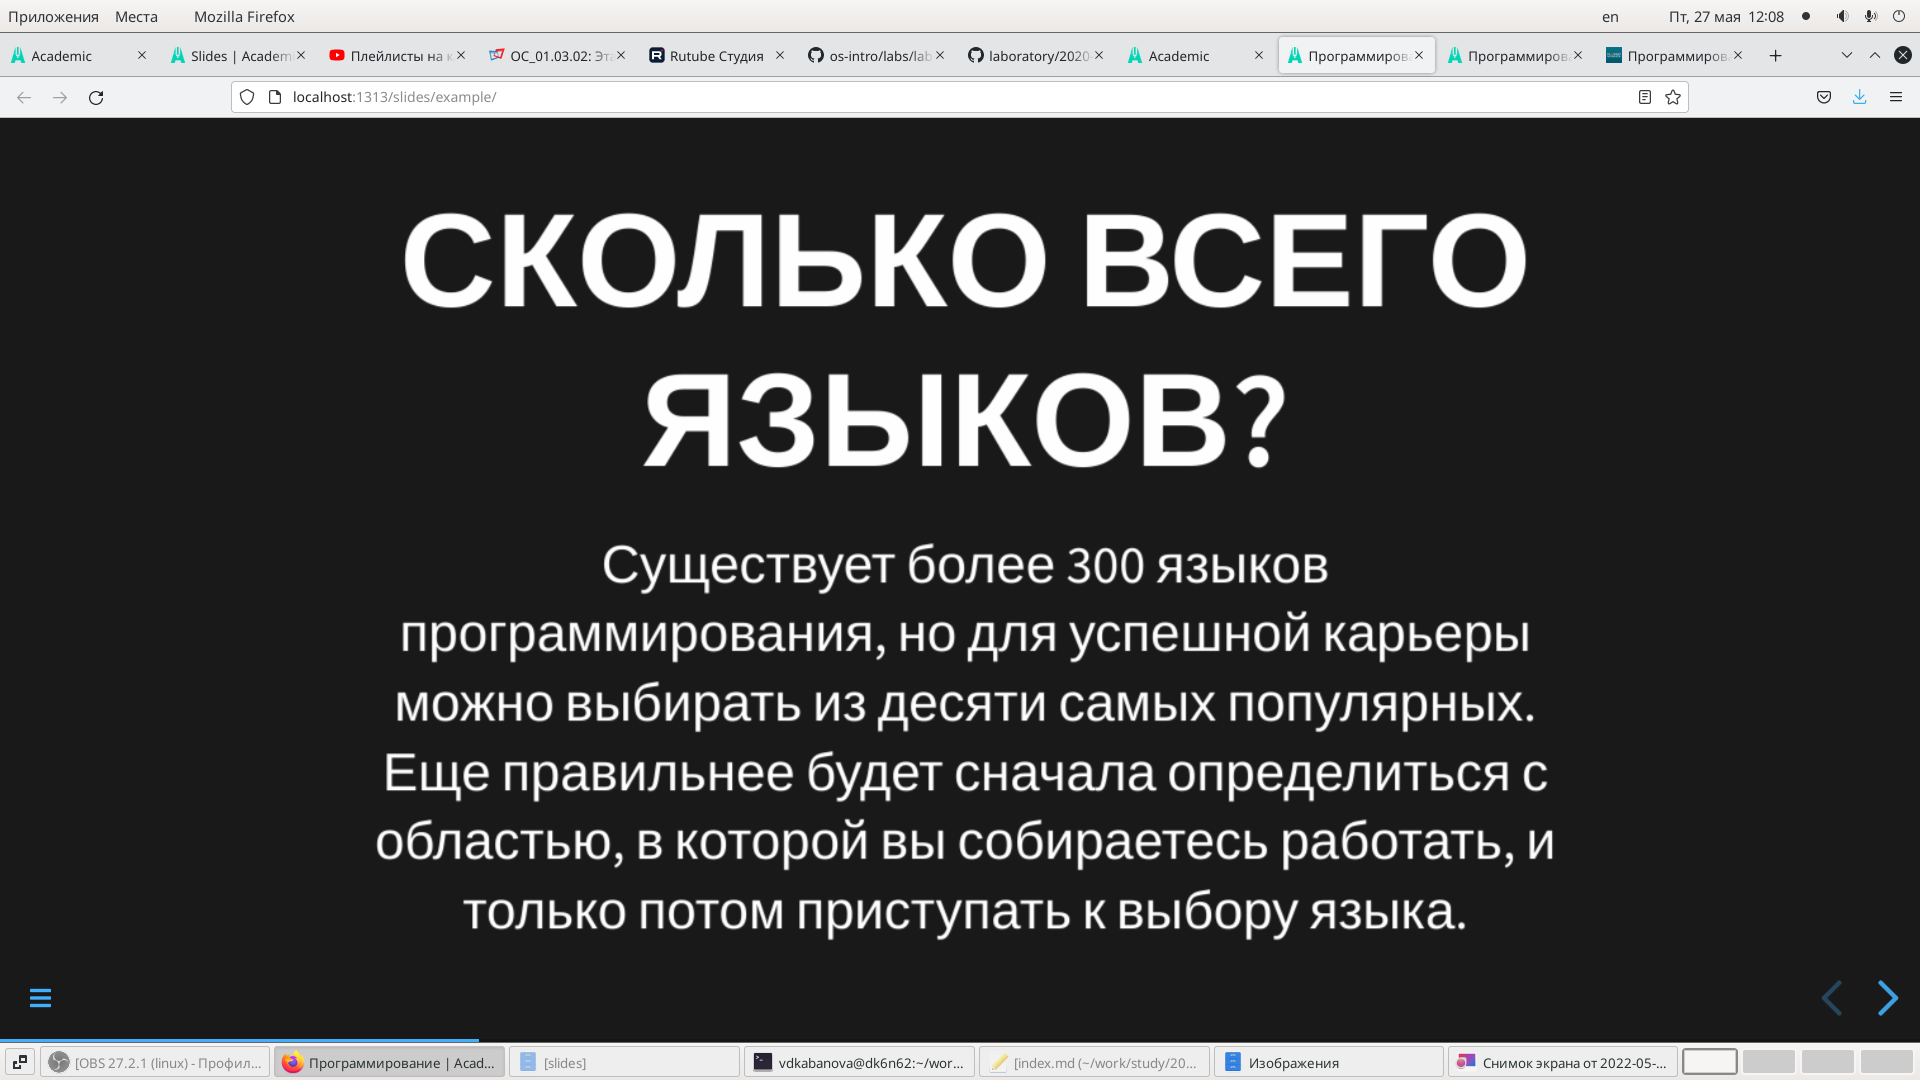 Приложения Места Mozilla Firefox en Пт, 27 мая 12:08
Academic Slides | Academ Плейлисты на к ОС_01.03.02: Эта Rutube Студия os-intro/labs/lab laboratory/2020- Academic Программирова Программирова Программирова
localhost:1313/slides/example/
СКОЛЬКО ВСЕГО
ЯЗЫКОВ?
Существует более 300 языков
программирования, но для успешной карьеры
можно выбирать из десяти самых популярных.
Еще правильнее будет сначала определиться с
областью, в которой вы собираетесь работать, и
только потом приступать к выбору языка.
[OBS 27.2.1 (linux) - Профил... Программирование | Acad... [slides] vdkabanova@dk6n62:~/wor... [index.md (~/work/study/20... Изображения Снимок экрана от 2022-05-...